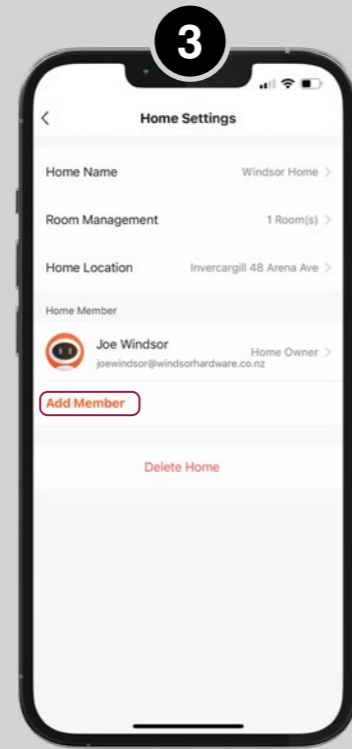 3
Home Settings
Home Name Windsor Home >
Room Management 1 Room(s) >
Home Location Invercargill 48 Arena Ave >
Home Member
Joe Windsor
Home Owner >
joewindsor@windsorhardware.co.nz
Add Member
Delete Home